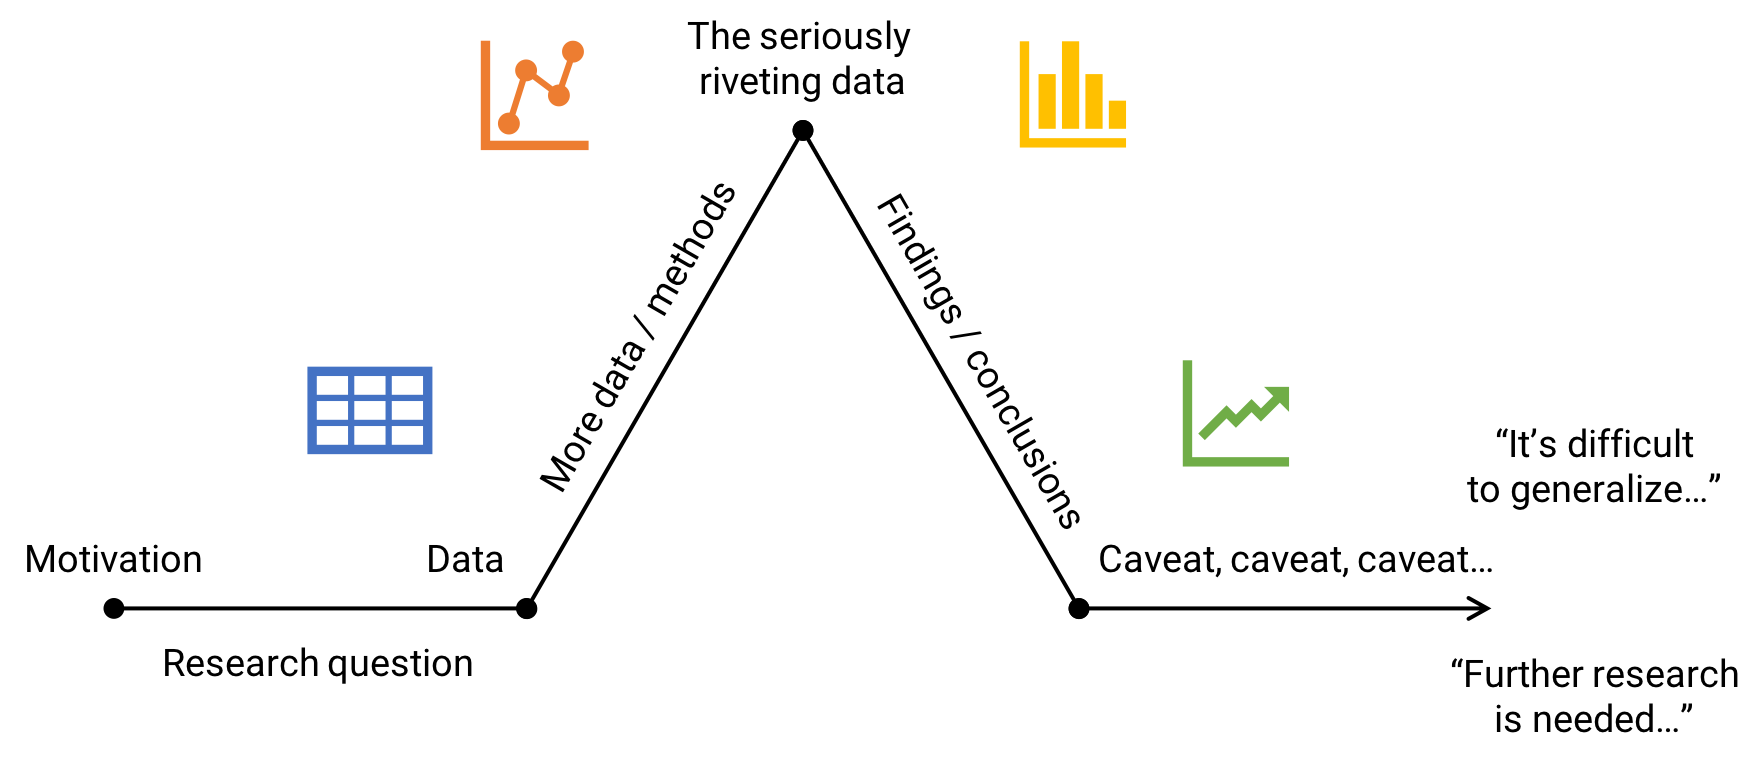 The seriously
riveting data
More data / methods
Findings / conclusions
Motivation
Data
Research question
Caveat, caveat, caveat...
“It’s difficult
to generalize...”
“Further research
is needed...”